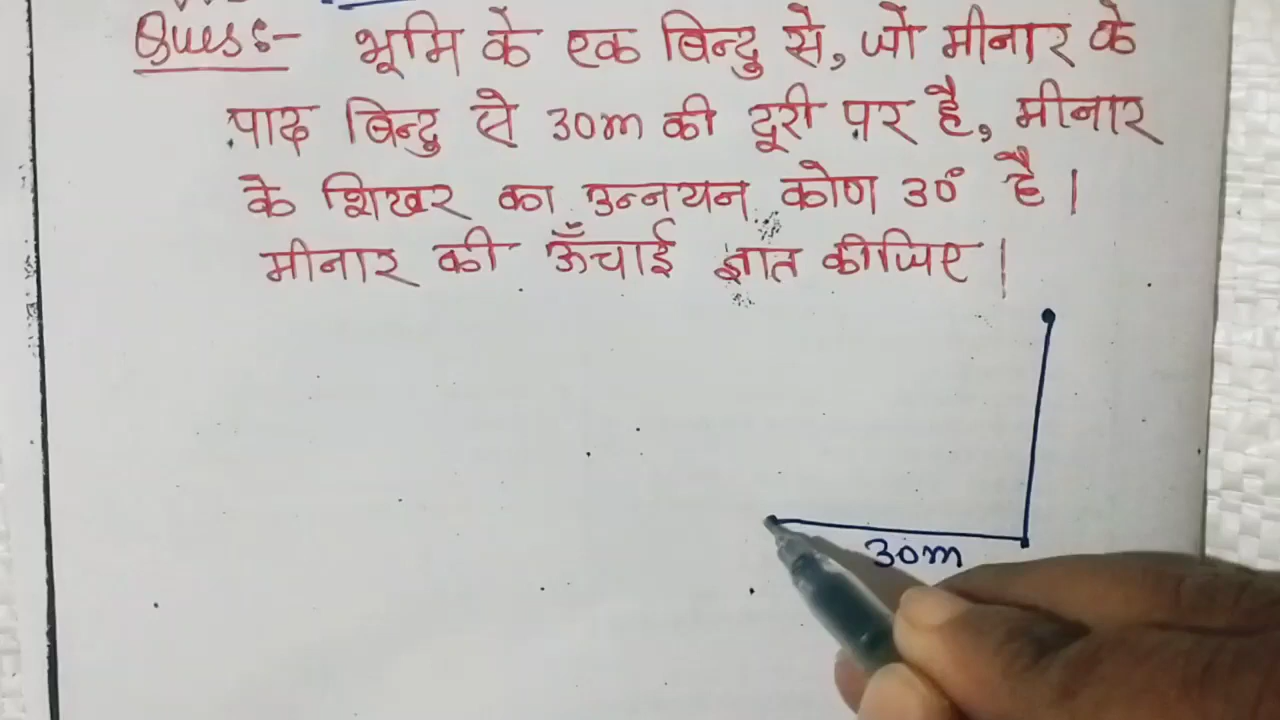 Ques:- भूमि के एक बिन्दु से, जो मीनार के
पाद बिन्दु से 30m की दूरी पर है, मीनार
के शिखर का उन्नयन कोण 30° है।
मीनार की ऊँचाई ज्ञात कीजिए।
30m